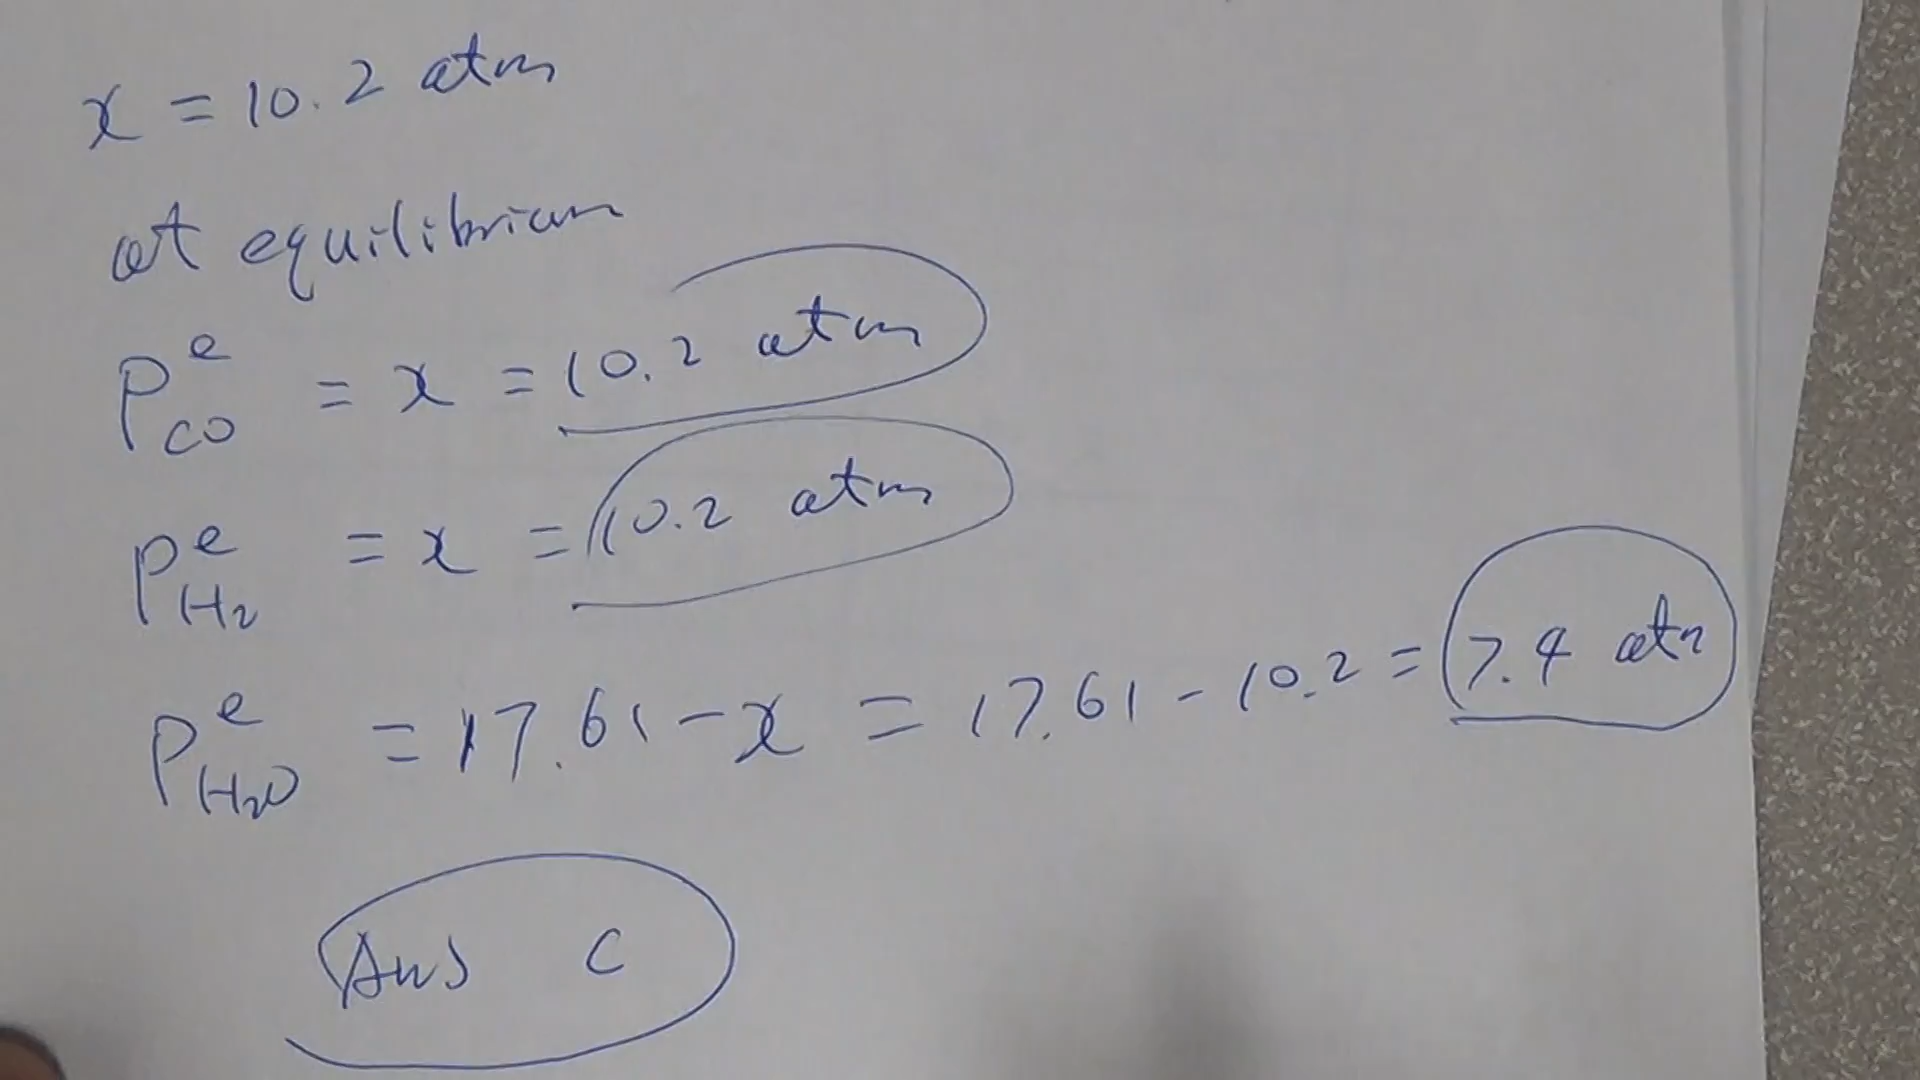 x = 10.2 atm
at equilibrium
P^e_CO = x = 10.2 atm
P^e_H2 = x = 10.2 atm
P^e_H2O = 17.61 - x = 17.61 - 10.2 = 7.4 atm
Ans C